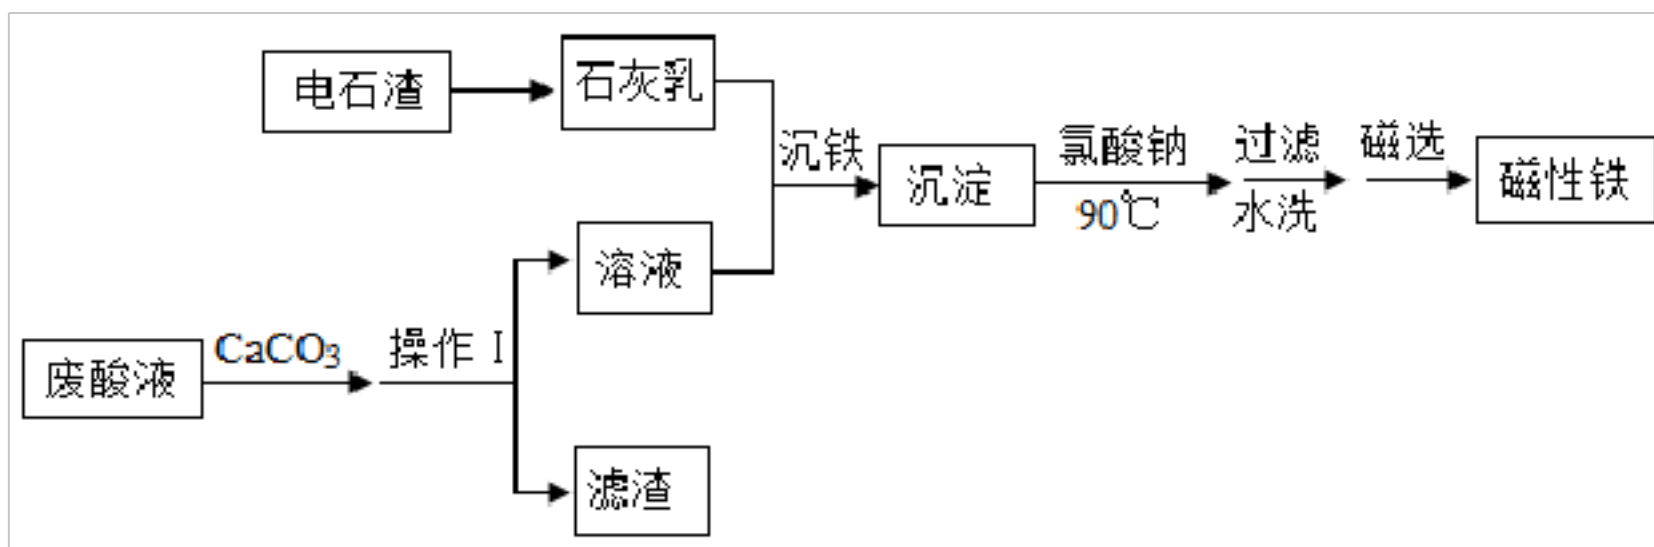 电石渣
石灰乳
沉铁
沉淀
氯酸钠
90℃
过滤
水洗
磁选
磁性铁
溶液
废酸液
CaCO₃
操作 I
滤渣